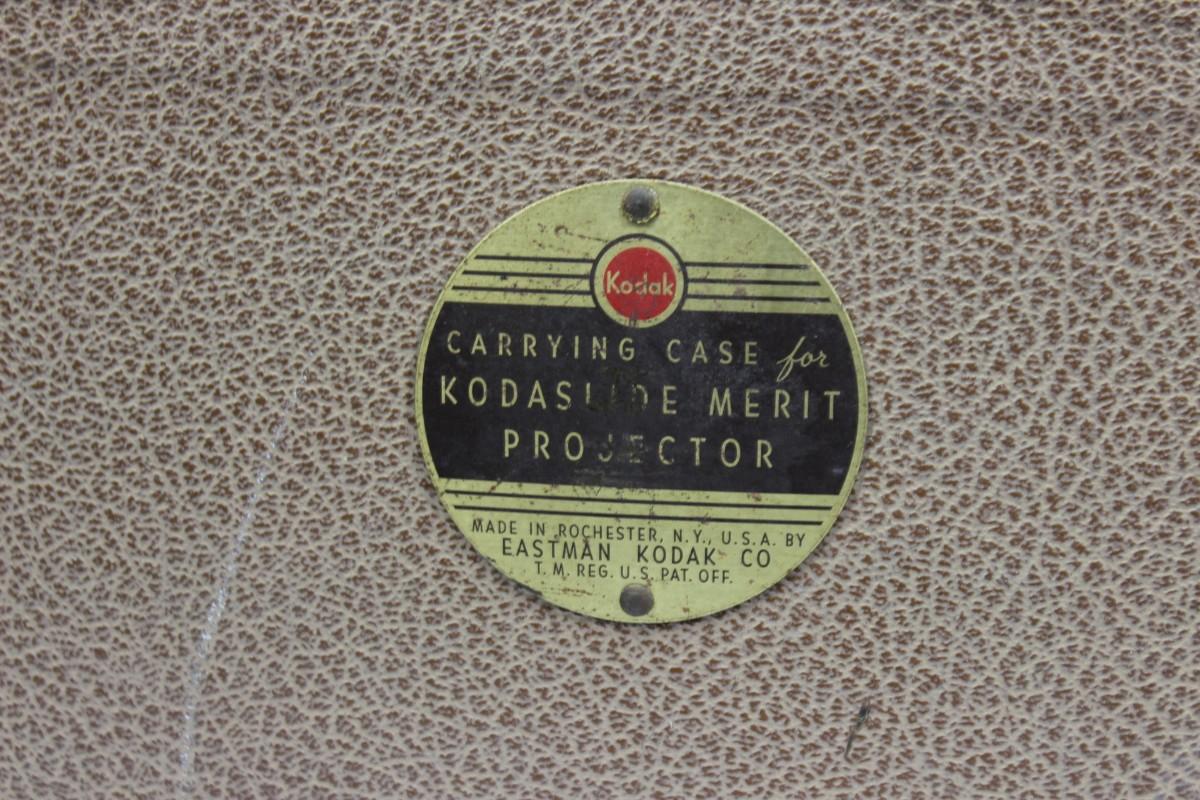 Kodak
CARRYING CASE for
KODASLIDE MERIT
PROJECTOR
MADE IN ROCHESTER, N.Y., U.S.A. BY
EASTMAN KODAK CO
T. M. REG. U.S. PAT. OFF.